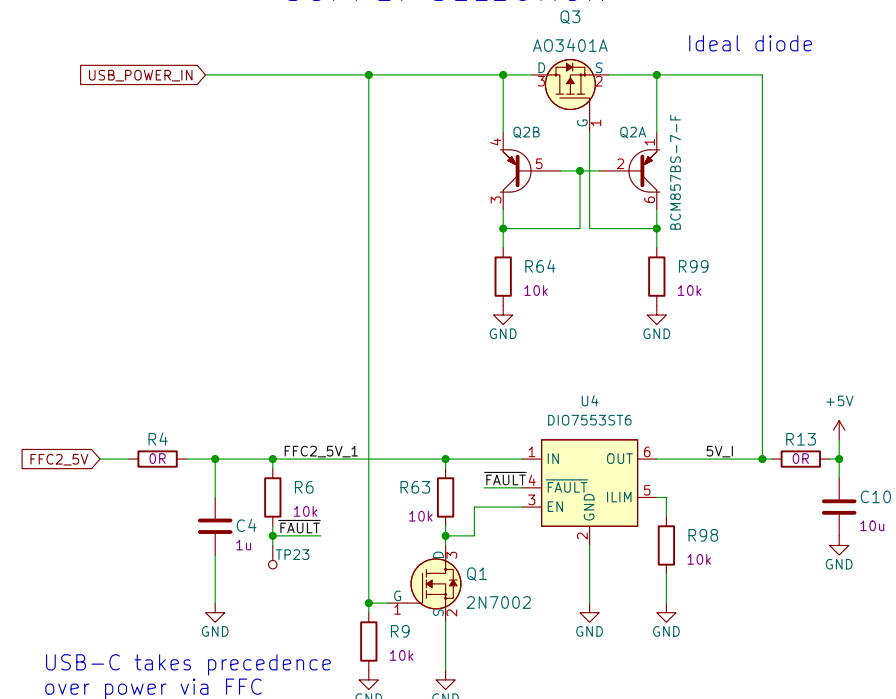 SUPPLY SELECTION
Q3
AO3401A
Ideal diode
USB_POWER_IN
D
3
S
2
G
1
Q2B
Q2A
BCM857BS-7-F
4
5
3
2
1
6
R64
10k
R99
10k
GND
GND
U4
DIO7553ST6
+5V
R4
0R
FFC2_5V
FFC2_5V_1
1
IN
OUT
6
5V_I
R13
0R
R6
10k
R63
10k
FAULT
4
FAULT
3
EN
ILIM
5
GND
2
C10
10u
C4
1u
FAULT
TP23
R98
10k
GND
D
3
Q1
2N7002
G
1
S
2
GND
GND
GND
R9
10k
USB-C takes precedence
over power via FFC
GND
GND